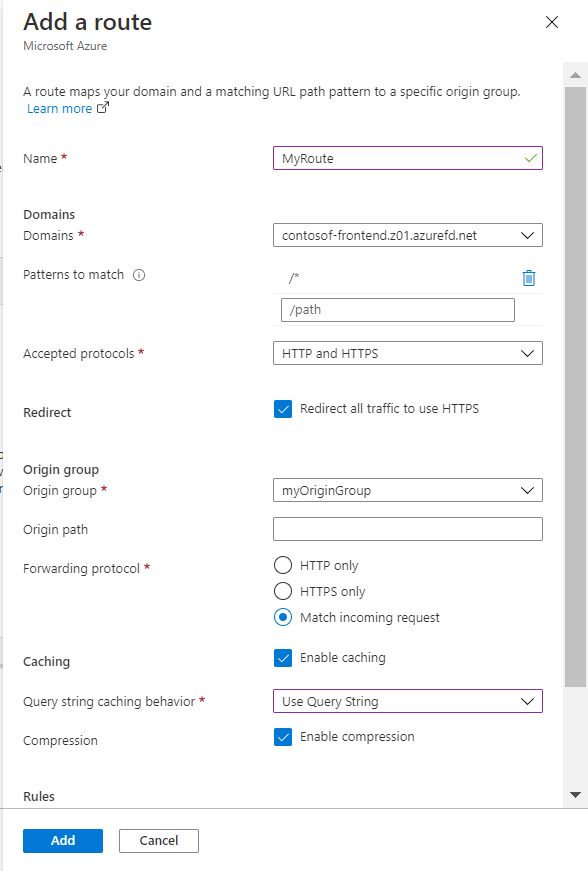 Add a route
Microsoft Azure
A route maps your domain and a matching URL path pattern to a specific origin group.
Learn more
Name *
MyRoute
Domains
Domains *
contosof-frontend.z01.azurefd.net
Patterns to match
/*
/path
Accepted protocols *
HTTP and HTTPS
Redirect
Redirect all traffic to use HTTPS
Origin group
Origin group *
myOriginGroup
Origin path
Forwarding protocol *
HTTP only
HTTPS only
Match incoming request
Caching
Enable caching
Query string caching behavior *
Use Query String
Compression
Enable compression
Rules
Add
Cancel